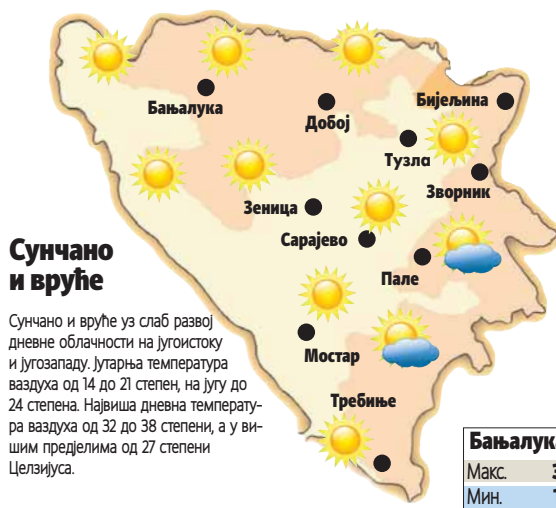 Бањалука
Добој
Бијељина
Тузла
Зворник
Зеница
Сарајево
Пале
Мостар
Требиње
Сунчано
и вруће
Сунчано и вруће уз слаб развој
дневне облачности на југоистоку
и југозападу. Јутарња температура
ваздуха од 14 до 21 степен, на југу до
24 степена. Највиша дневна температу-
ра ваздуха од 32 до 38 степени, а у ви-
шим предјелима од 27 степени
Целзијуса.
Макс.
Мин.